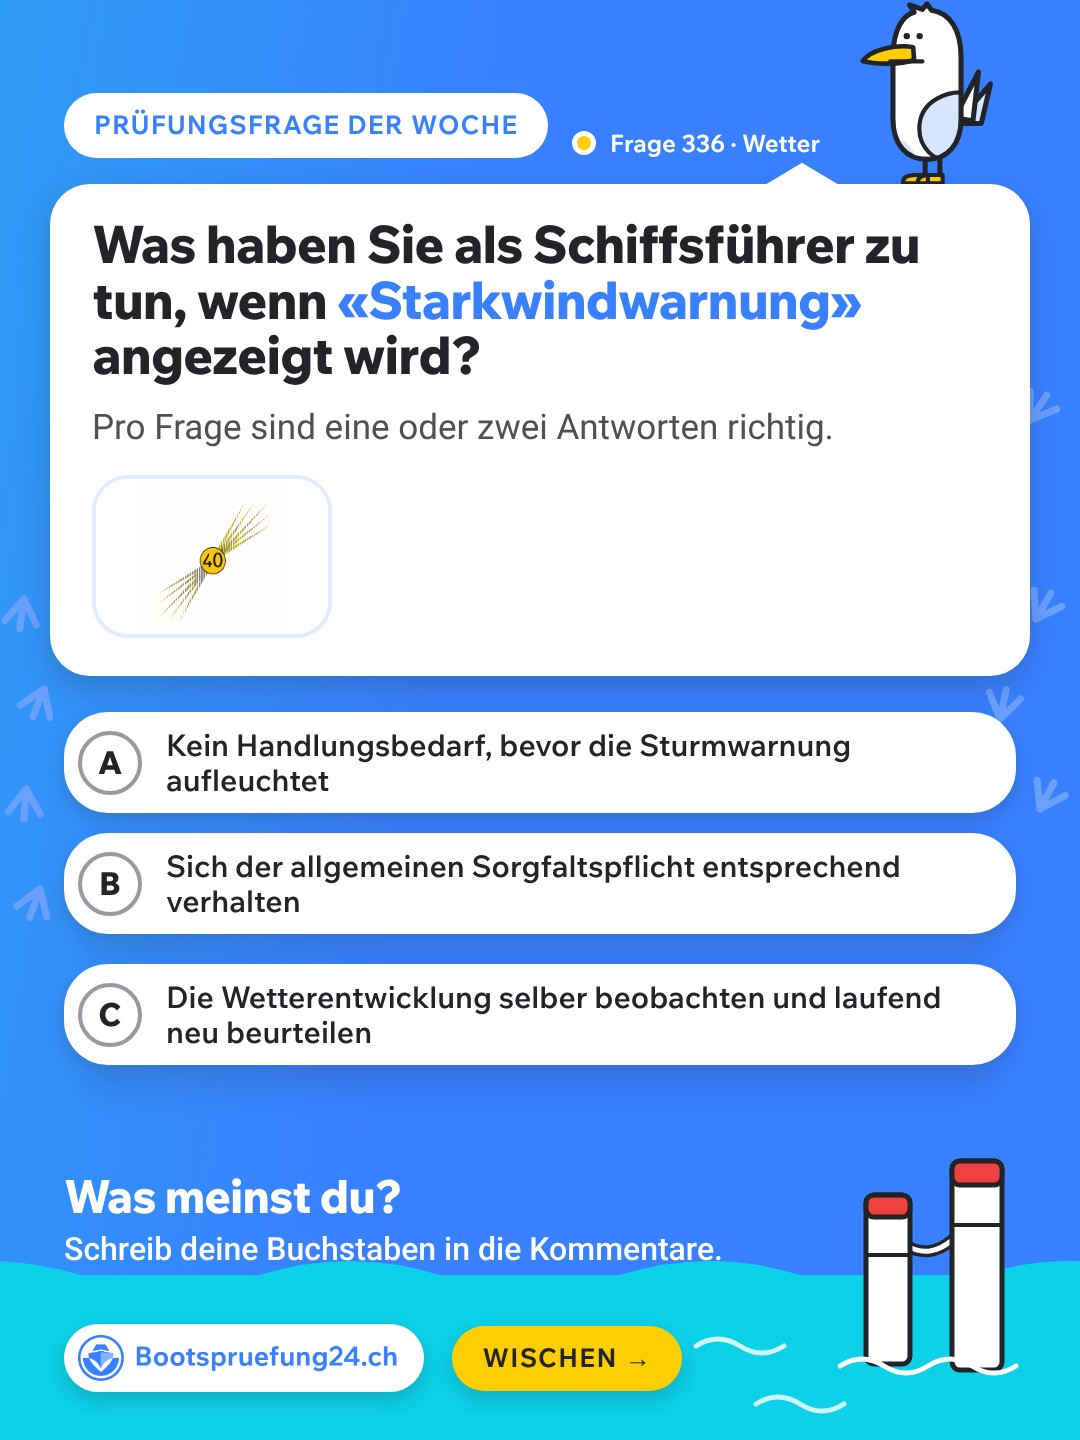 PRÜFUNGSFRAGE DER WOCHE
Frage 336 · Wetter
Was haben Sie als Schiffsführer zu
tun, wenn «Starkwindwarnung»
angezeigt wird?
Pro Frage sind eine oder zwei Antworten richtig.
40
A
Kein Handlungsbedarf, bevor die Sturmwarnung
aufleuchtet
B
Sich der allgemeinen Sorgfaltspflicht entsprechend
verhalten
C
Die Wetterentwicklung selber beobachten und laufend
neu beurteilen
Was meinst du?
Schreib deine Buchstaben in die Kommentare.
Bootspruefung24.ch
WISCHEN →